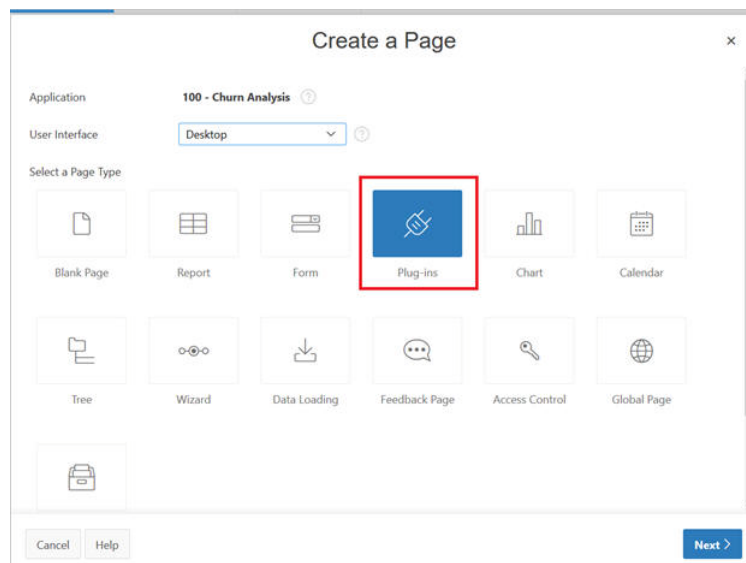 Create a Page
×
Application 100 - Churn Analysis ?
User Interface Desktop ?
Select a Page Type
Blank Page Report Form Plug-ins Chart Calendar
Tree Wizard Data Loading Feedback Page Access Control Global Page
Cancel Help Next >